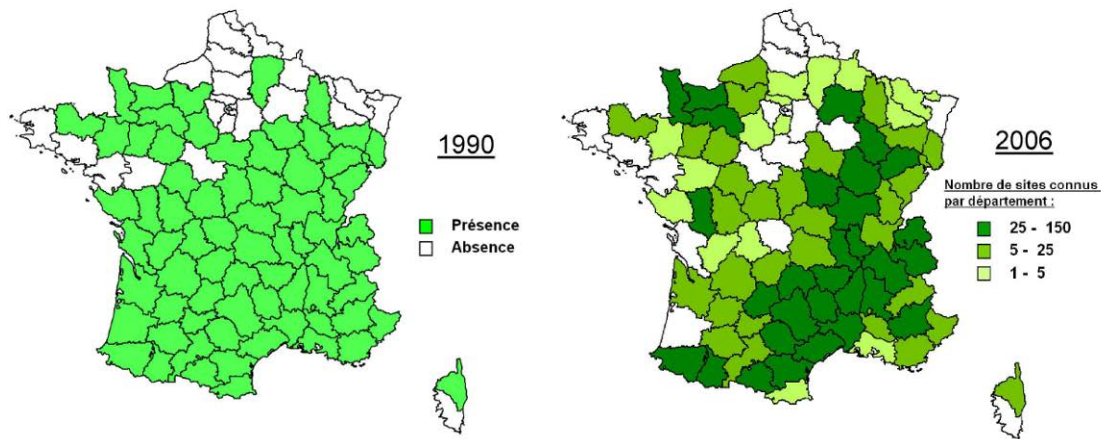 1990
Présence
Absence
2006
Nombre de sites connus
par département :
25 - 150
5 - 25
1 - 5